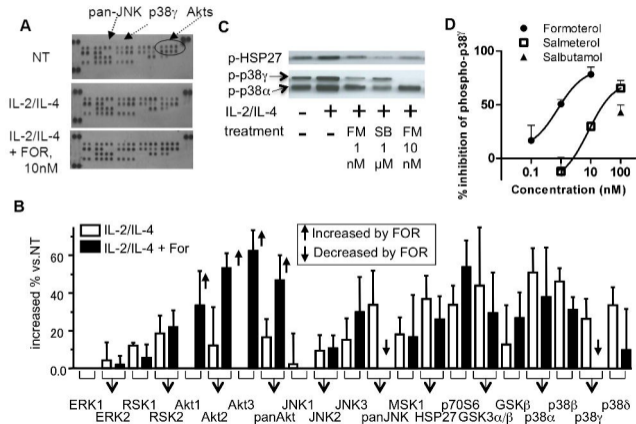 A
pan-JNK p38γ Akts
NT
IL-2/IL-4
IL-2/IL-4
+ FOR,
10nM
C
p-HSP27
p-p38γ
p-p38α
IL-2/IL-4 - + + + +
treatment - - FM SB FM
1 1 10
nM μM nM
D
Formoterol
Salmeterol
Salbutamol
% inhibition of phospho-p38γ
100
50
0
0.1 1 10 100
Concentration (nM)
B
IL-2/IL-4
IL-2/IL-4 + For
Increased by FOR
Decreased by FOR
increased % vs.NT
60
40
20
0.0
ERK1 RSK1 Akt1 Akt3 JNK1 JNK3 MSK1 p70S6 GSKβ p38β p38δ
ERK2 RSK2 Akt2 panAkt JNK2 panJNK HSP27 GSK3α/β p38α p38γ